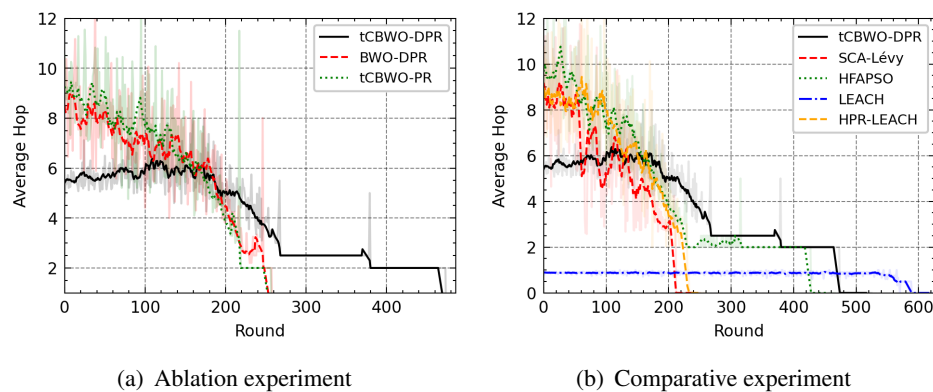 Average Hop
12
10
8
6
4
2
0
100
200
300
400
Round
tCBWO-DPR
BWO-DPR
tCBWO-PR
(a) Ablation experiment
Average Hop
12
10
8
6
4
2
0
0
100
200
300
400
500
600
Round
tCBWO-DPR
SCA-Lévy
HFAPSO
LEACH
HPR-LEACH
(b) Comparative experiment